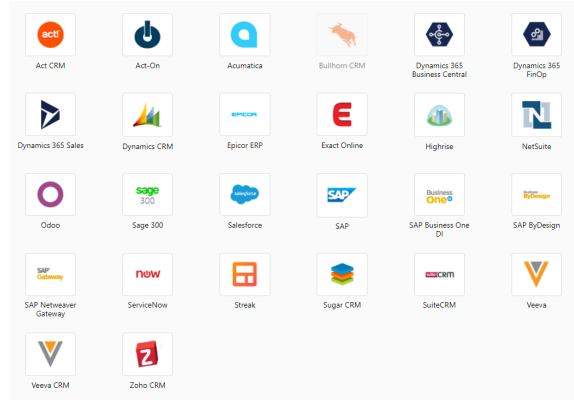 act!
Act CRM
Act-On
Acumatica
Bullhorn CRM
Dynamics 365
Business Central
Dynamics 365
FinOp
Dynamics 365 Sales
Dynamics CRM
EPICOR
Epicor ERP
E
Exact Online
Highrise
N
NetSuite
Odoo
sage
300
Sage 300
salesforce
Salesforce
SAP
SAP
Business
One
SAP Business One
DI
Business
ByDesign
SAP ByDesign
SAP
Gateway
SAP Netweaver
Gateway
now
ServiceNow
Streak
Sugar CRM
suiteCRM
SuiteCRM
Veeva
Veeva CRM
Z
Zoho CRM